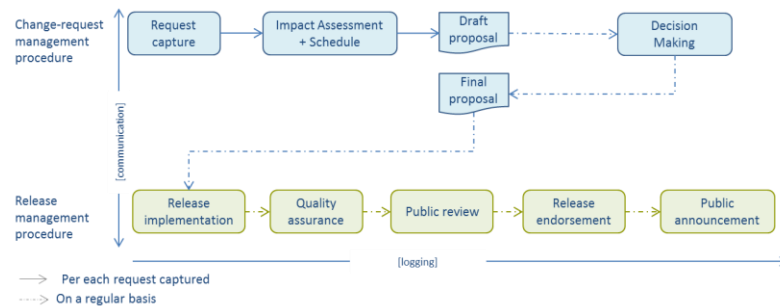 Change-request
management
procedure
Request
capture
Impact Assessment
+ Schedule
Draft
proposal
Decision
Making
Final
proposal
[communication]
Release
management
procedure
Release
implementation
Quality
assurance
Public review
Release
endorsement
Public
announcement
[logging]
Per each request captured
On a regular basis